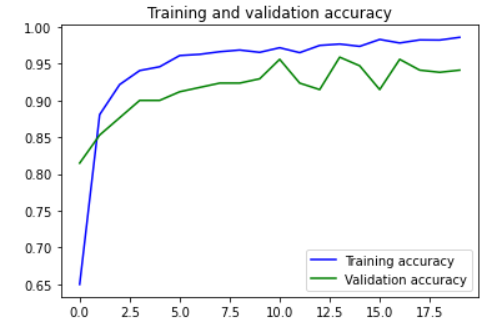 Training and validation accuracy
1.00
0.95
0.90
0.85
0.80
0.75
0.70
0.65
0.0 2.5 5.0 7.5 10.0 12.5 15.0 17.5
Training accuracy
Validation accuracy